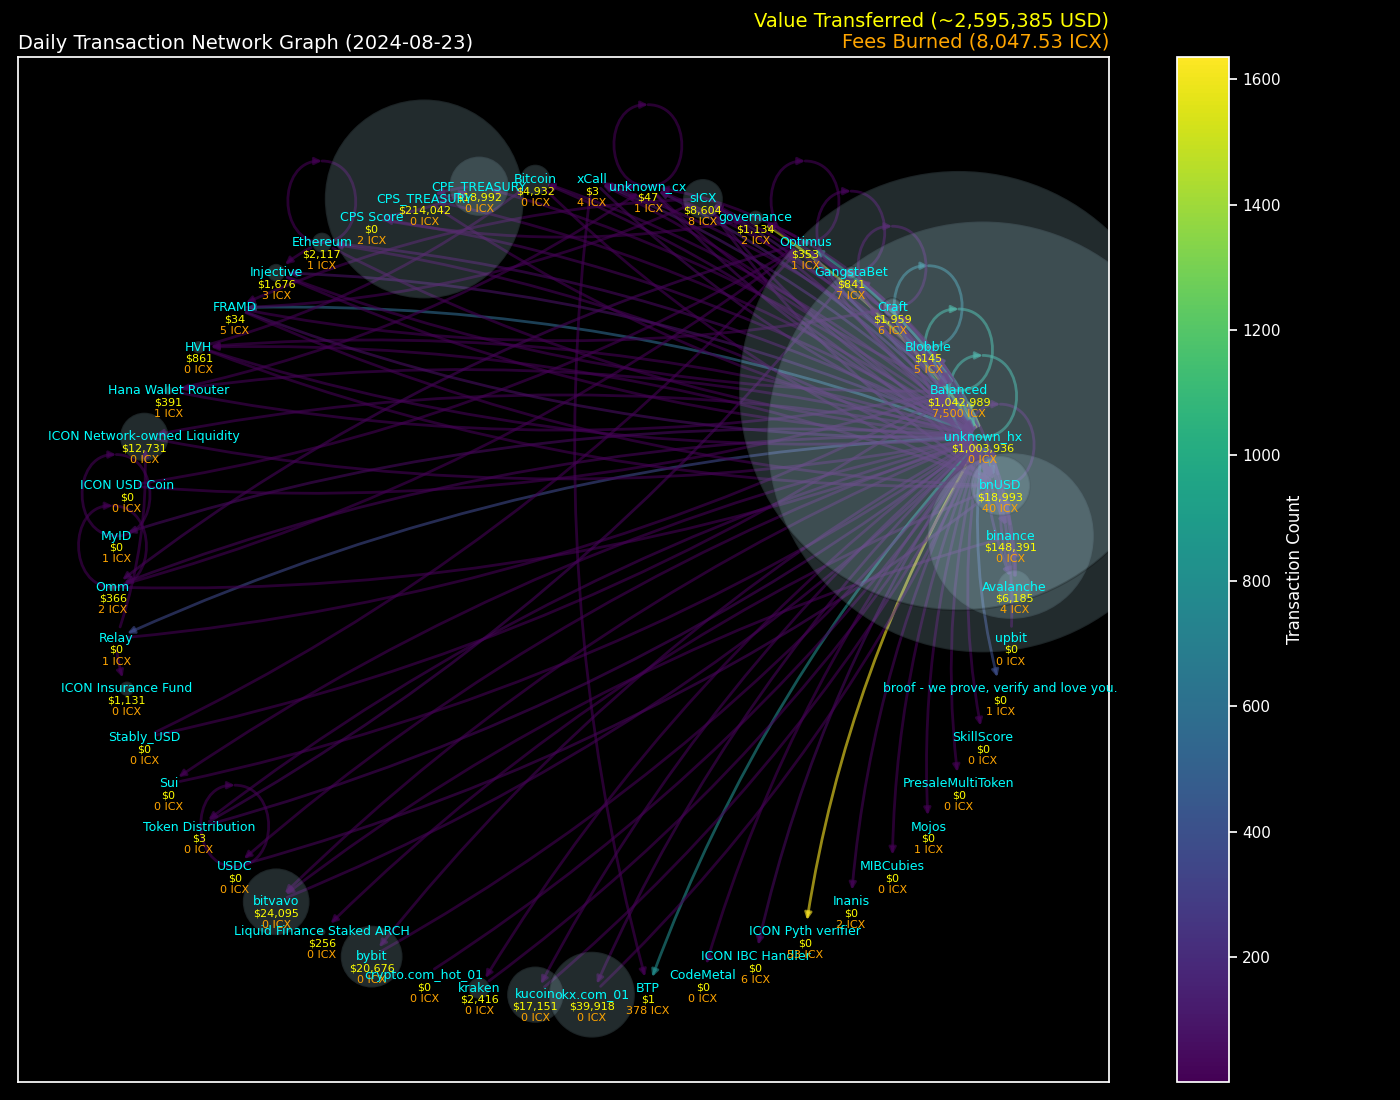 Value Transferred (~2,595,385 USD)
Daily Transaction Network Graph (2024-08-23)
Fees Burned (8,047.53 ICX)
Bitcoin
$4,932
0 ICX
xCall
$3
4 ICX
unknown_cx
$47
1 ICX
sICX
$8,604
8 ICX
CPF_TREASURY
$18,992
0 ICX
CPS_TREASURY
$214,042
0 ICX
CPS Score
$0
2 ICX
governance
$1,134
2 ICX
Ethereum
$2,117
1 ICX
Optimus
$353
1 ICX
Injective
$1,676
3 ICX
GangstaBet
$841
7 ICX
FRAMD
$34
5 ICX
Craft
$1,959
6 ICX
HVH
$861
0 ICX
Blobble
$145
5 ICX
Hana Wallet Router
$391
1 ICX
Balanced
$1,042,989
7,500 ICX
ICON Network-owned Liquidity
$12,731
0 ICX
unknown_hx
$1,003,936
0 ICX
ICON USD Coin
$0
0 ICX
bnUSD
$18,993
40 ICX
MyID
$0
1 ICX
binance
$148,391
0 ICX
Omm
$366
2 ICX
Avalanche
$6,185
4 ICX
Relay
$0
1 ICX
upbit
$0
0 ICX
ICON Insurance Fund
$1,131
0 ICX
broof - we prove, verify and love you.
$0
1 ICX
Stably_USD
$0
0 ICX
SkillScore
$0
0 ICX
Sui
$0
0 ICX
PresaleMultiToken
$0
0 ICX
Token Distribution
$3
0 ICX
Mojos
$0
1 ICX
USDC
$0
0 ICX
MIBCubies
$0
0 ICX
bitvavo
$24,095
0 ICX
Inanis
$0
2 ICX
Liquid Finance Staked ARCH
$256
0 ICX
ICON Pyth verifier
$0
ICX
bybit
$20,676
0 ICX
ICON IBC Handler
$0
6 ICX
crypto.com_hot_01
$0
0 ICX
CodeMetal
$0
0 ICX
kraken
$2,416
0 ICX
kucoin
$17,151
0 ICX
okx.com_01
$39,918
0 ICX
BTP
$1
378 ICX
1600
1400
1200
1000
800
600
400
200
Transaction Count